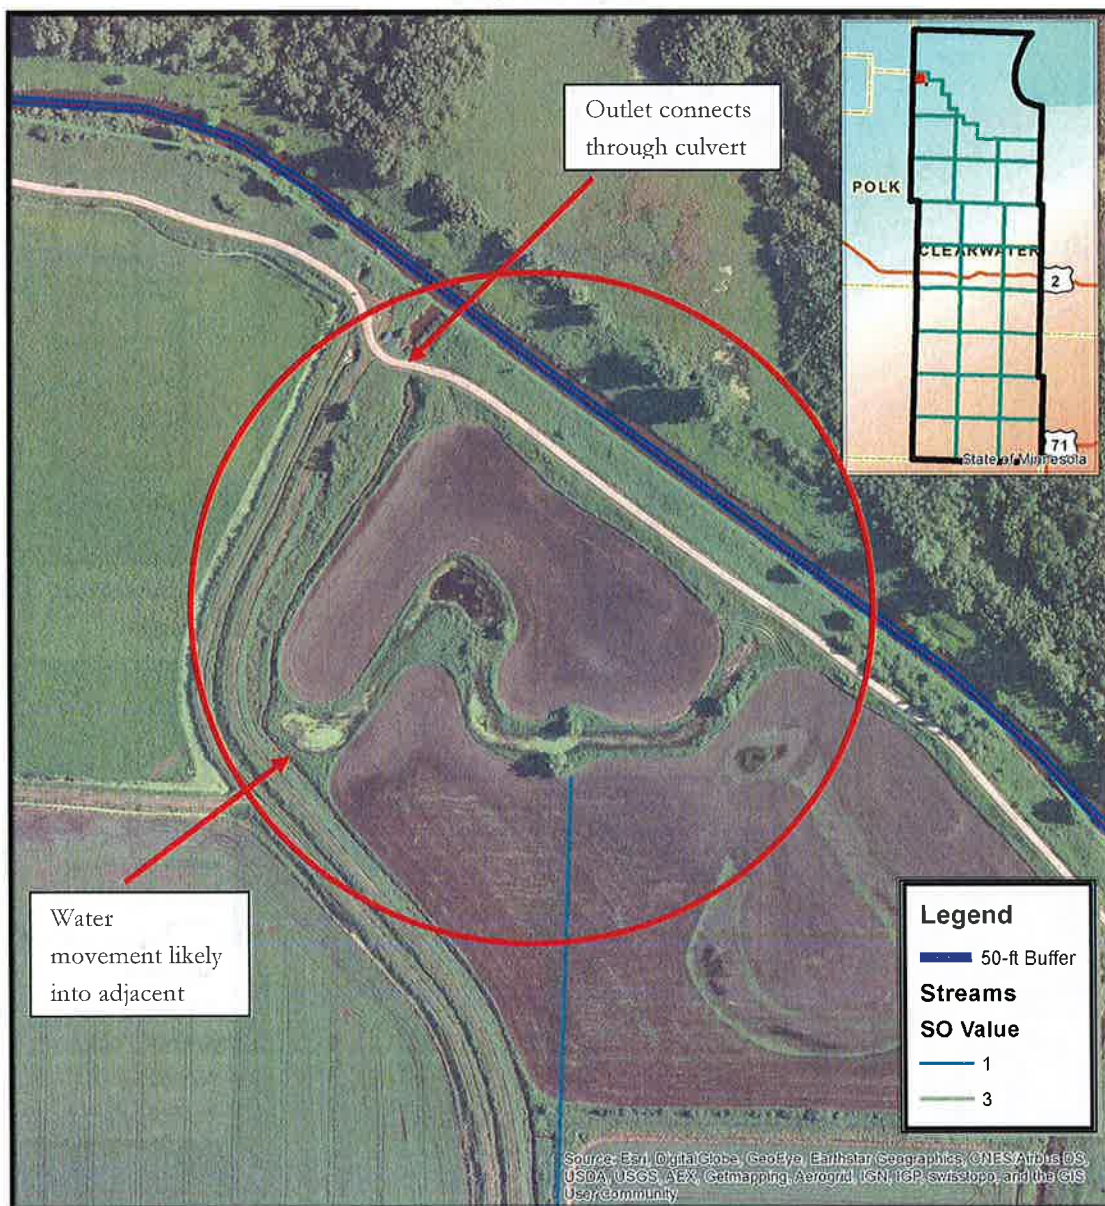 Outlet connects
through culvert
POLK
CLEARWATER
2
71
State of Minnesota
Water
movement likely
into adjacent
Legend
50-ft Buffer
Streams
SO Value
1
3
Source: Esri, DigitalGlobe, GeoEye, Earthstar Geographics, CNES/Airbus DS,
USDA, USGS, AEX, Getmapping, Aerogrid, IGN, IGP, swisstopo, and the GIS
User Community